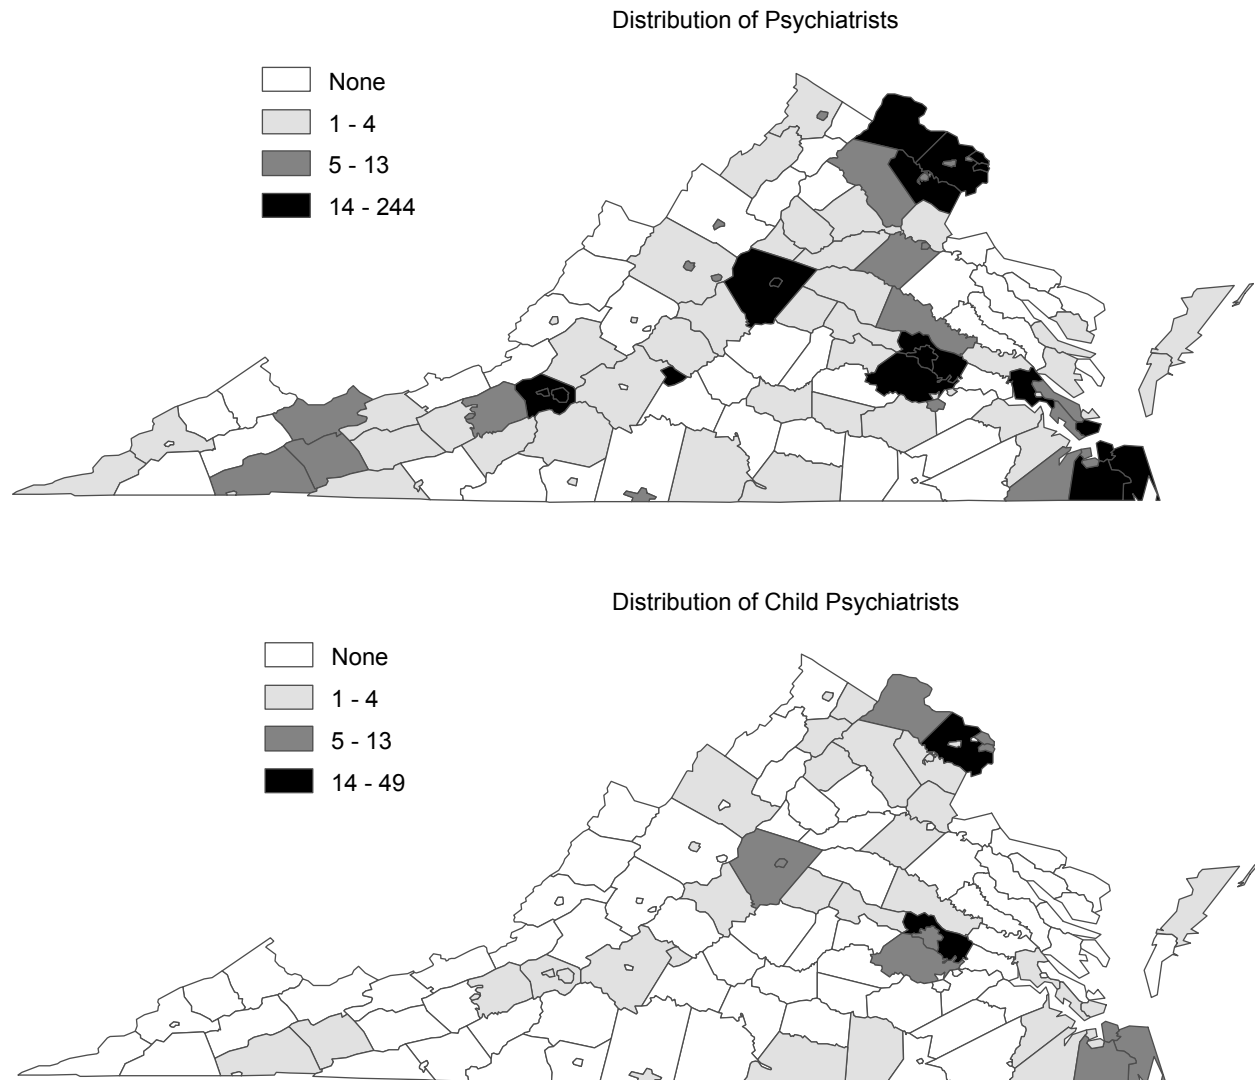 Distribution of Psychiatrists
None
1 - 4
5 - 13
14 - 244
Distribution of Child Psychiatrists
None
1 - 4
5 - 13
14 - 49